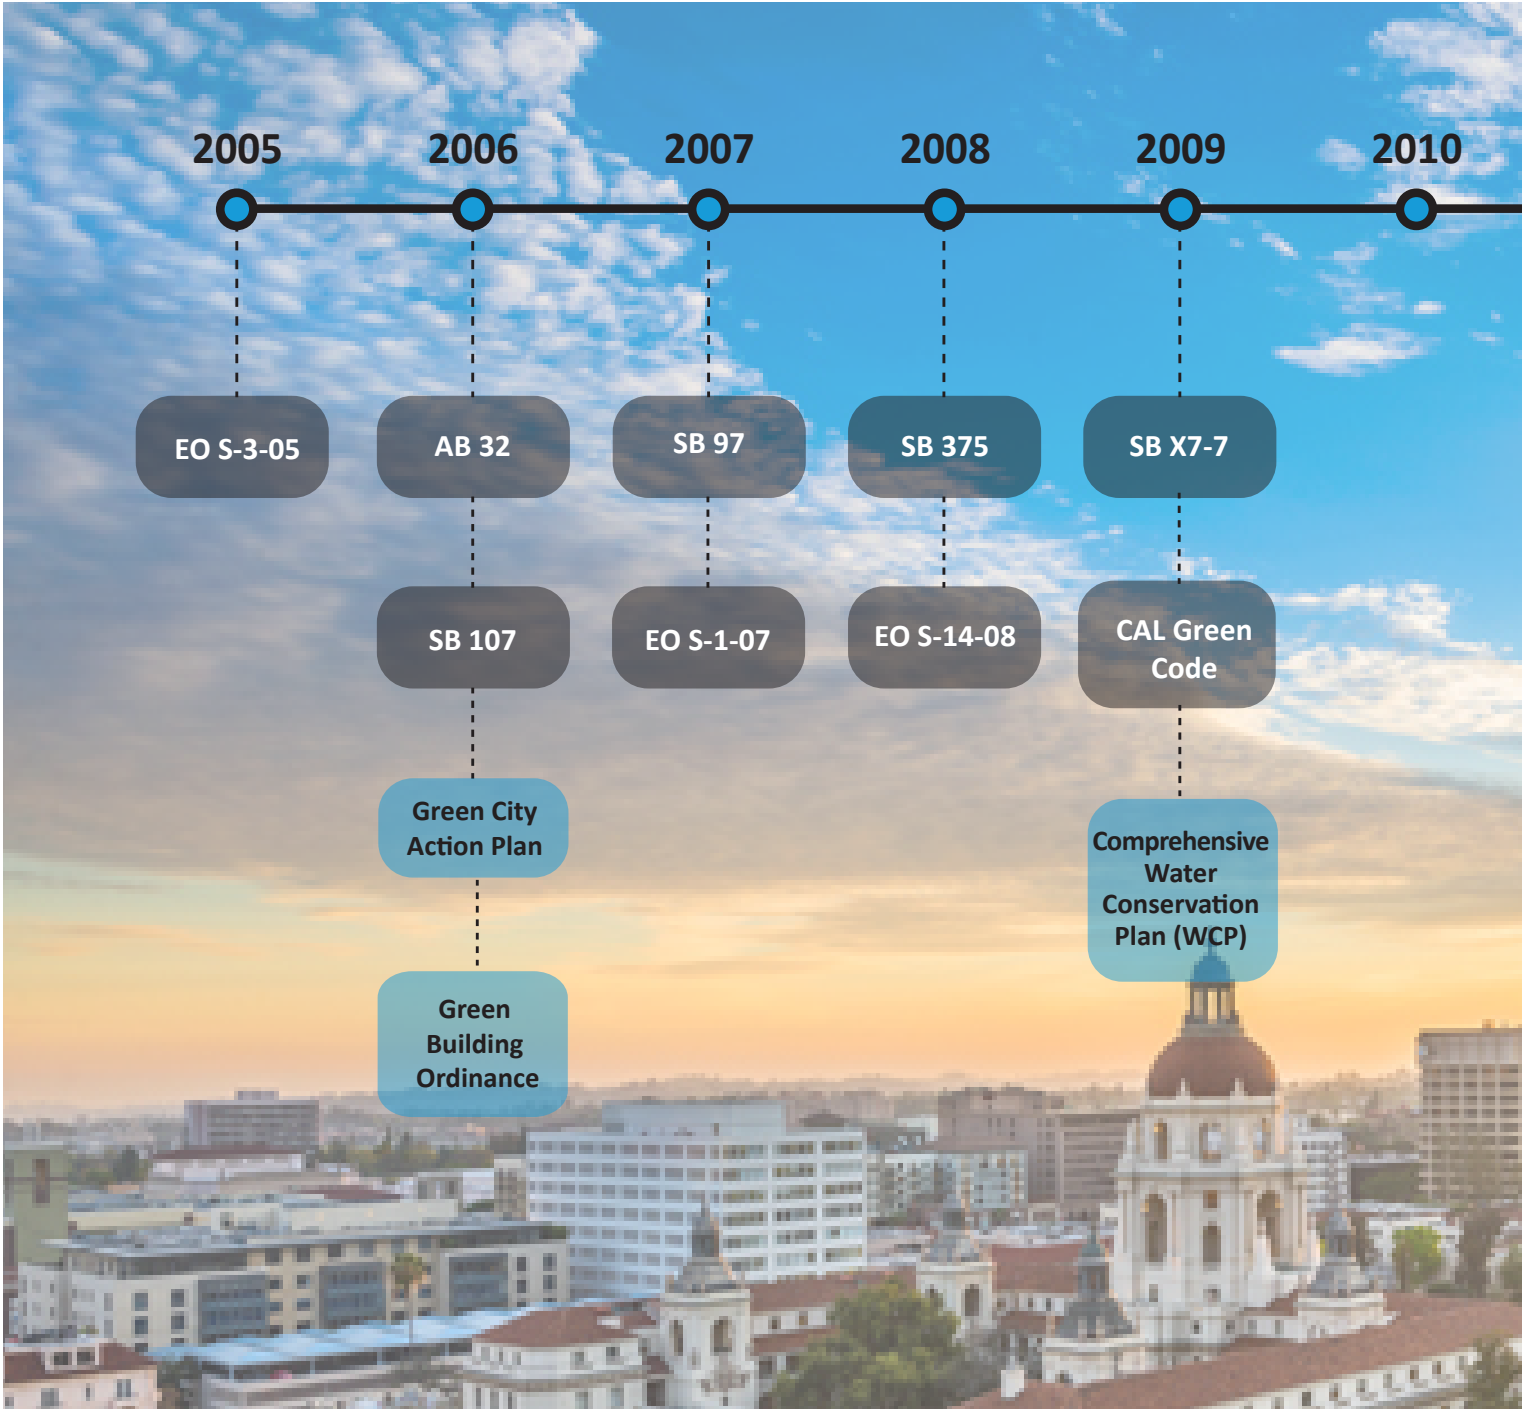 2005 2006 2007 2008 2009 2010
EO S-3-05
AB 32
SB 97
SB 375
SB X7-7
SB 107
EO S-1-07
EO S-14-08
CAL Green
Code
Green City
Action Plan
Comprehensive
Water
Conservation
Plan (WCP)
Green
Building
Ordinance